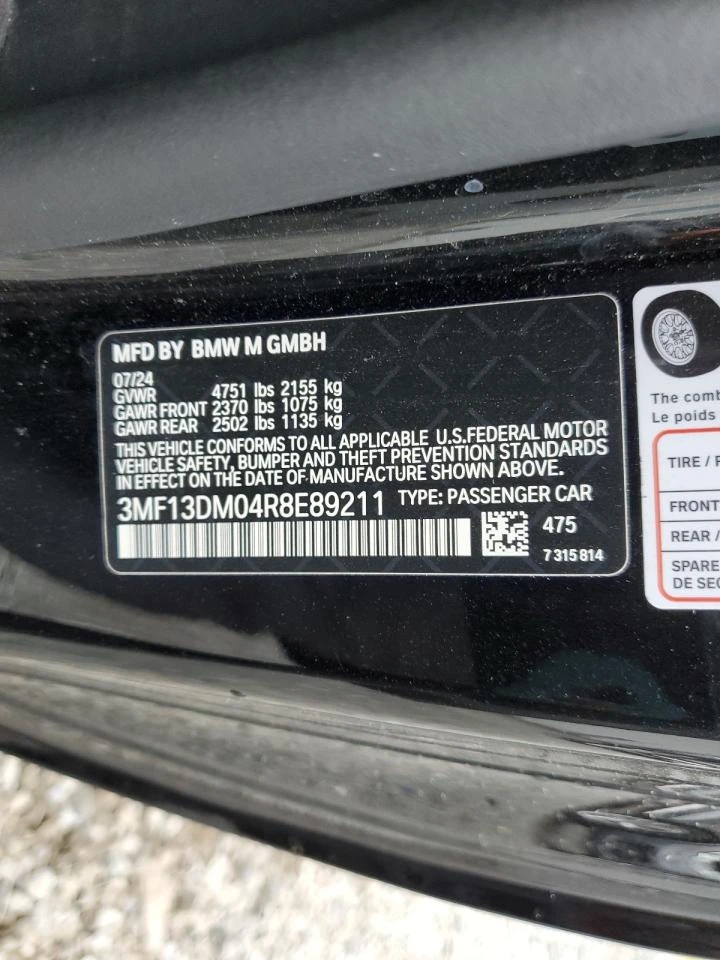 MFD BY BMW M GMBH
07/24
GVWR 4751 lbs 2155 kg
GAWR FRONT 2370 lbs 1075 kg
GAWR REAR 2502 lbs 1135 kg
THIS VEHICLE CONFORMS TO ALL APPLICABLE U.S.FEDERAL MOTOR
VEHICLE SAFETY, BUMPER AND THEFT PREVENTION STANDARDS
IN EFFECT ON THE DATE OF MANUFACTURE SHOWN ABOVE.
3MF13DM04R8E89211 TYPE: PASSENGER CAR
475
7 315 814
The comb
Le poids
TIRE / P
FRONT
REAR /
SPARE
DE SEC